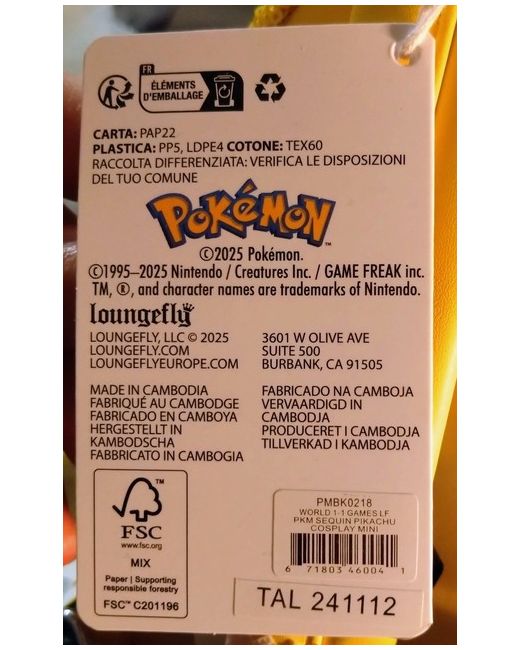 FR
ÉLÉMENTS
D'EMBALLAGE
CARTA: PAP22
PLASTICA: PP5, LDPE4 COTONE: TEX60
RACCOLTA DIFFERENZIATA: VERIFICA LE DISPOSIZIONI
DEL TUO COMUNE
POKéMON™
©2025 Pokémon.
©1995–2025 Nintendo / Creatures Inc. / GAME FREAK inc.
TM, ®, and character names are trademarks of Nintendo.
loungefly
LOUNGEFLY, LLC © 2025
LOUNGEFLY.COM
LOUNGEFLYEUROPE.COM
3601 W OLIVE AVE
SUITE 500
BURBANK, CA 91505
MADE IN CAMBODIA
FABRIQUÉ AU CAMBODGE
FABRICADO EN CAMBOYA
HERGESTELLT IN
KAMBODSCHA
FABBRICATO IN CAMBOGIA
FABRICADO NA CAMBOJA
VERVAARDIGD IN
CAMBODJA
PRODUCERET I CAMBODJA
TILLVERKAD I KAMBODJA
™
FSC
www.fsc.org
MIX
Paper | Supporting
responsible forestry
FSC™ C201196
PMBK0218
WORLD 1-1 GAMES LF
PKM SEQUIN PIKACHU
COSPLAY MINI
6 71803 46004 1
TAL 241112